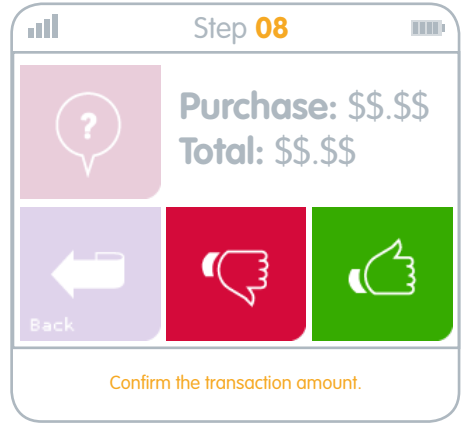 Step 08
?
Purchase: $$.$$
Total: $$.$$
Back
Confirm the transaction amount.